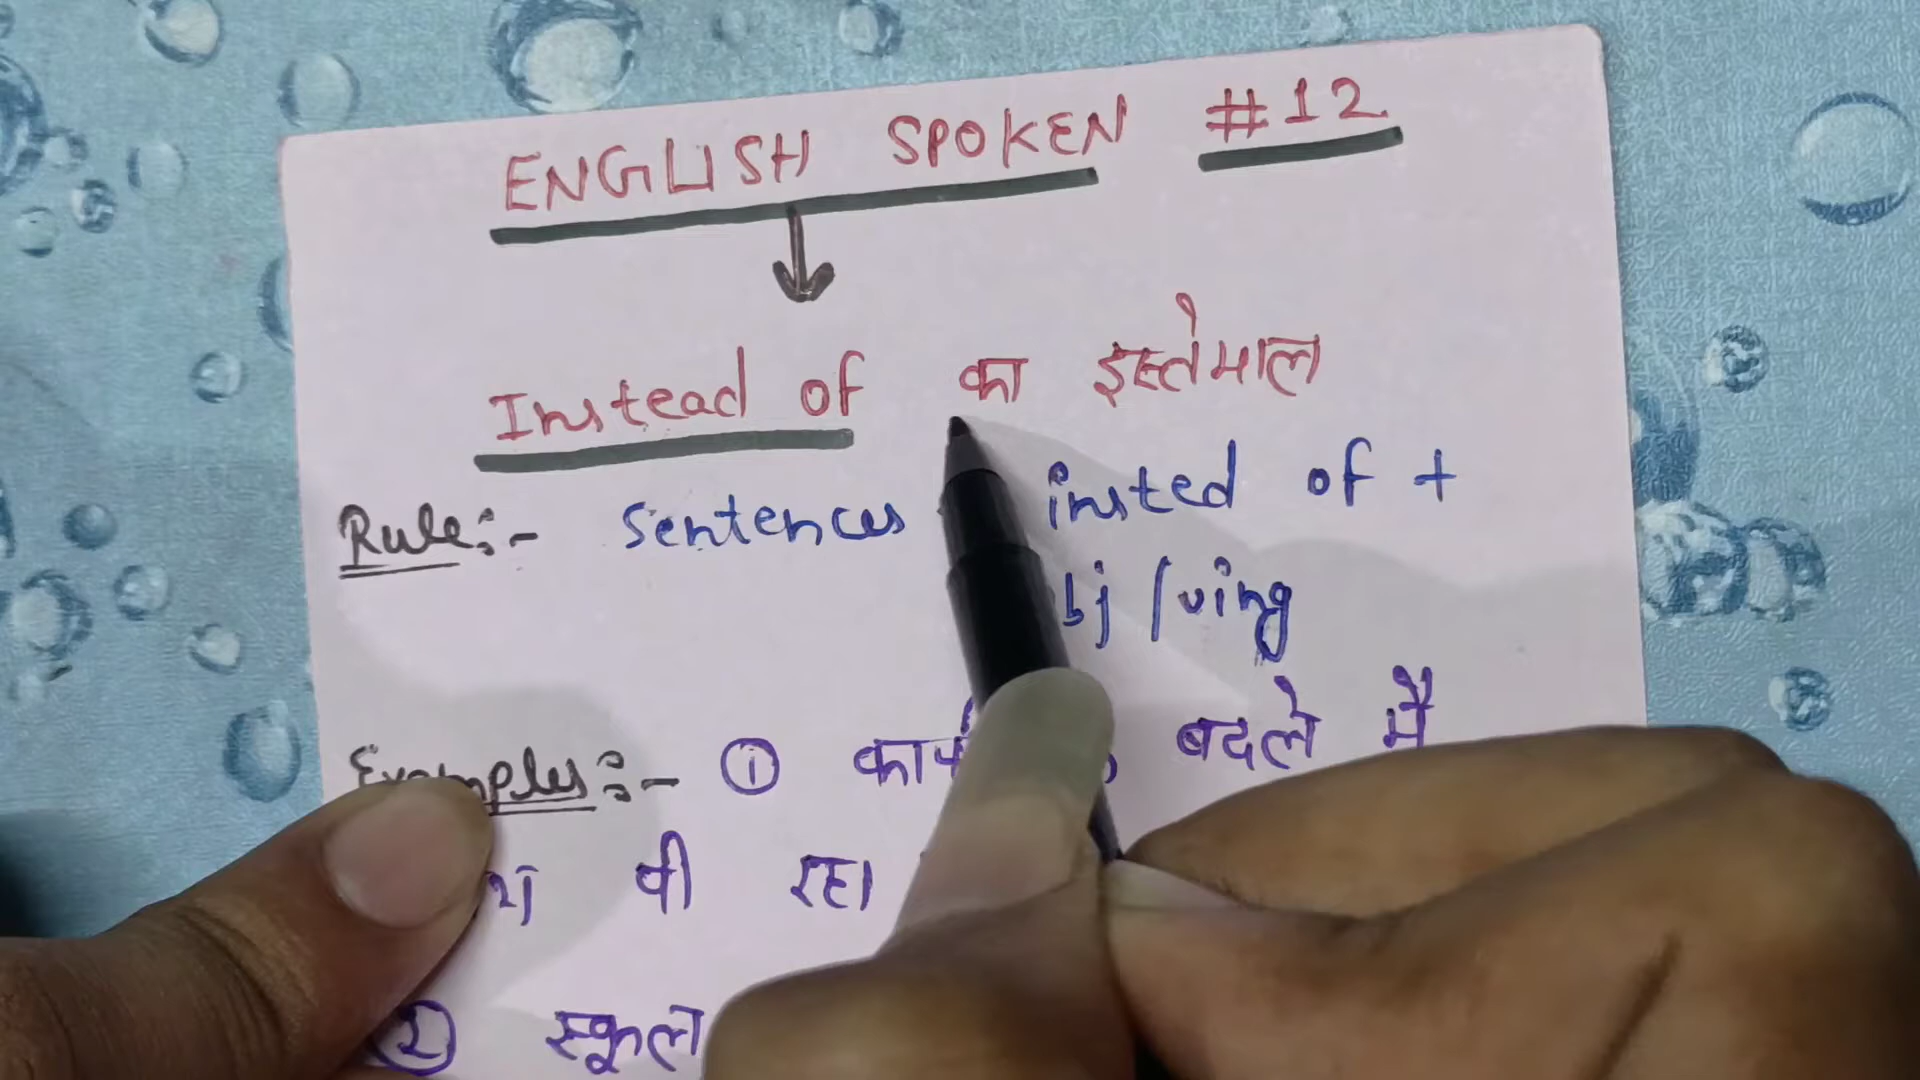 ENGLISH SPOKEN #12
Instead of का इस्तेमाल
Rule:- Sentences insted of +
bj / ving
Examples:- ① बदले में
पी रहा
② स्कूल